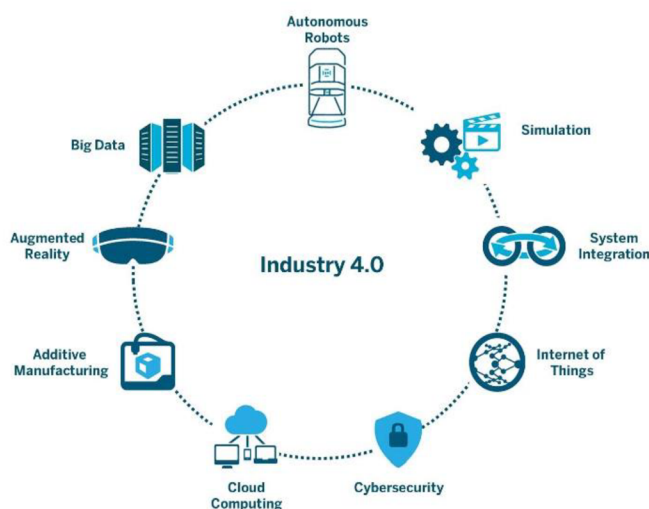 Autonomous
Robots
Simulation
System
Integration
Internet of
Things
Cybersecurity
Cloud
Computing
Additive
Manufacturing
Augmented
Reality
Big Data
Industry 4.0